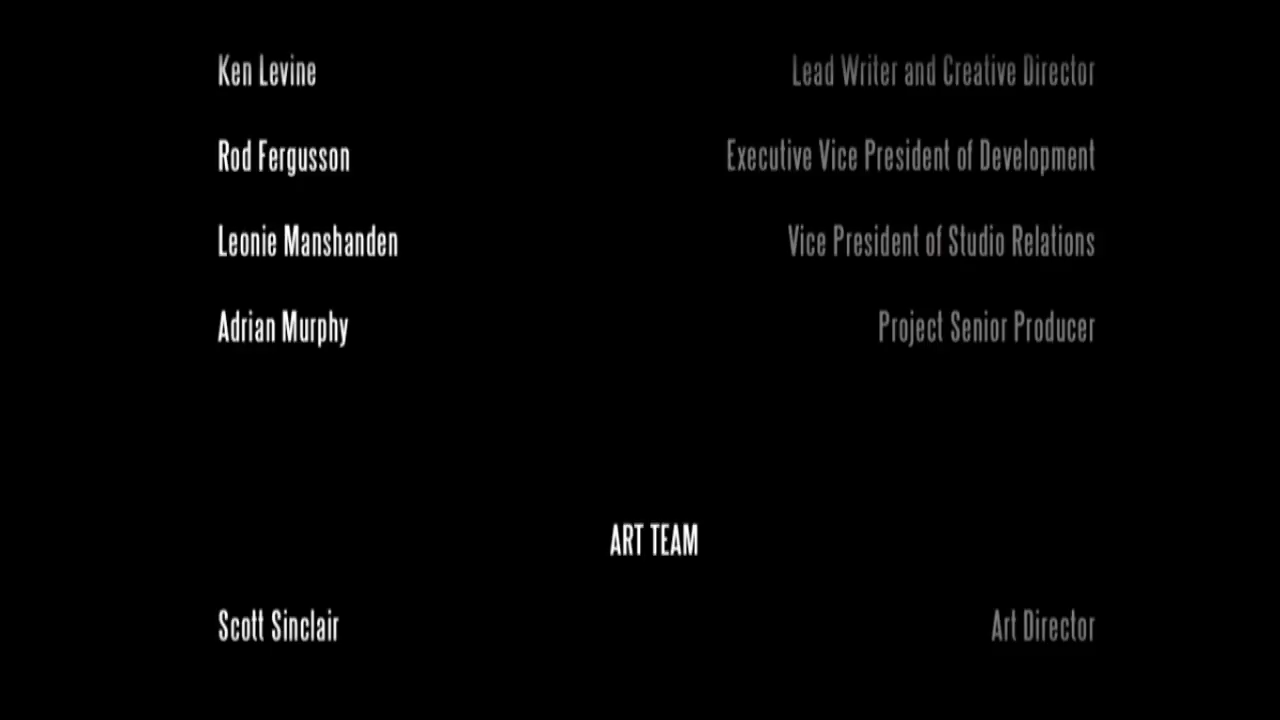 Ken Levine Lead Writer and Creative Director
Rod Fergusson Executive Vice President of Development
Leonie Manshanden Vice President of Studio Relations
Adrian Murphy Project Senior Producer
ART TEAM
Scott Sinclair Art Director